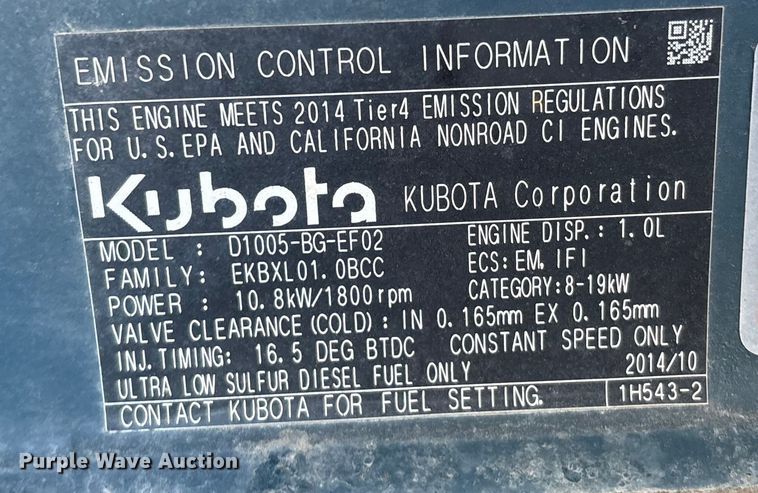 EMISSION CONTROL INFORMATION
THIS ENGINE MEETS 2014 Tier4 EMISSION REGULATIONS
FOR U.S.EPA AND CALIFORNIA NONROAD CI ENGINES.
Kubota KUBOTA Corporation
MODEL : D1005-BG-EF02 ENGINE DISP.: 1.0L
FAMILY: EKBXL01.0BCC ECS:EM, IFI
POWER : 10.8kW/1800rpm CATEGORY:8-19kW
VALVE CLEARANCE(COLD): IN 0.165mm EX 0.165mm
INJ.TIMING: 16.5 DEG BTDC CONSTANT SPEED ONLY
ULTRA LOW SULFUR DIESEL FUEL ONLY 2014/10
CONTACT KUBOTA FOR FUEL SETTING. 1H543-2
Purple Wave Auction